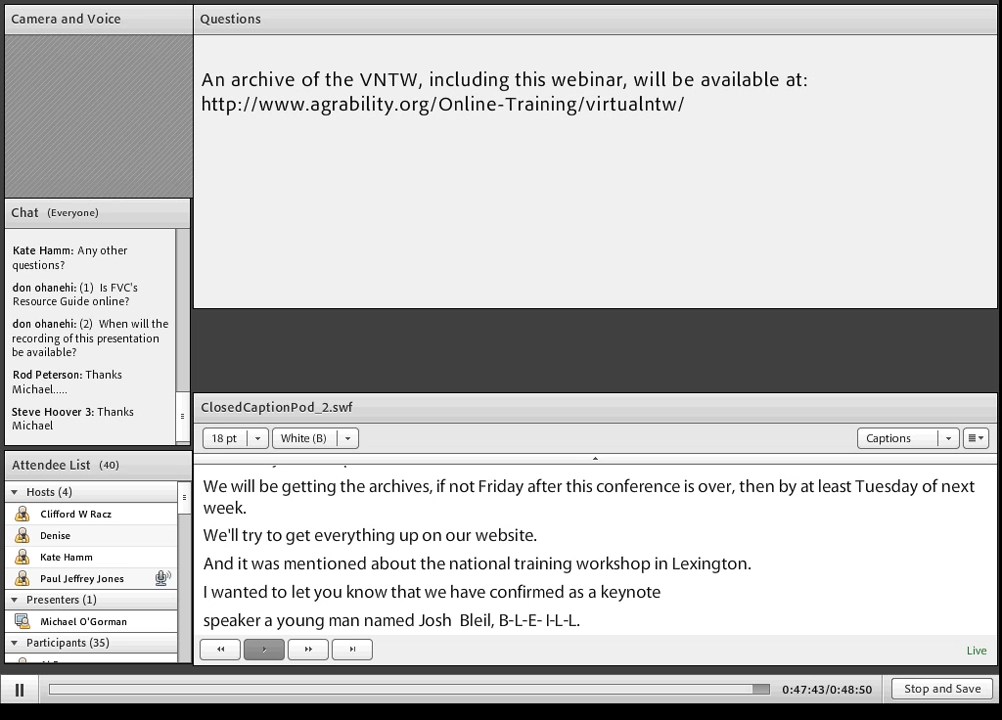 Camera and Voice
Questions
An archive of the VNTW, including this webinar, will be available at:
http://www.agrability.org/Online-Training/virtualntw/
Chat (Everyone)
Kate Hamm: Any other
questions?
don ohanehi: (1) Is FVC's
Resource Guide online?
don ohanehi: (2) When will the
recording of this presentation
be available?
Rod Peterson: Thanks
Michael.....
Steve Hoover 3: Thanks
Michael
Attendee List (40)
Hosts (4)
Clifford W Racz
Denise
Kate Hamm
Paul Jeffrey Jones
Presenters (1)
Michael O'Gorman
Participants (35)
ClosedCaptionPod_2.swf
18 pt
White (B)
Captions
We will be getting the archives, if not Friday after this conference is over, then by at least Tuesday of next
week.
We'll try to get everything up on our website.
And it was mentioned about the national training workshop in Lexington.
I wanted to let you know that we have confirmed as a keynote
speaker a young man named Josh Bleil, B-L-E- I-L-L.
Live
0:47:43/0:48:50
Stop and Save